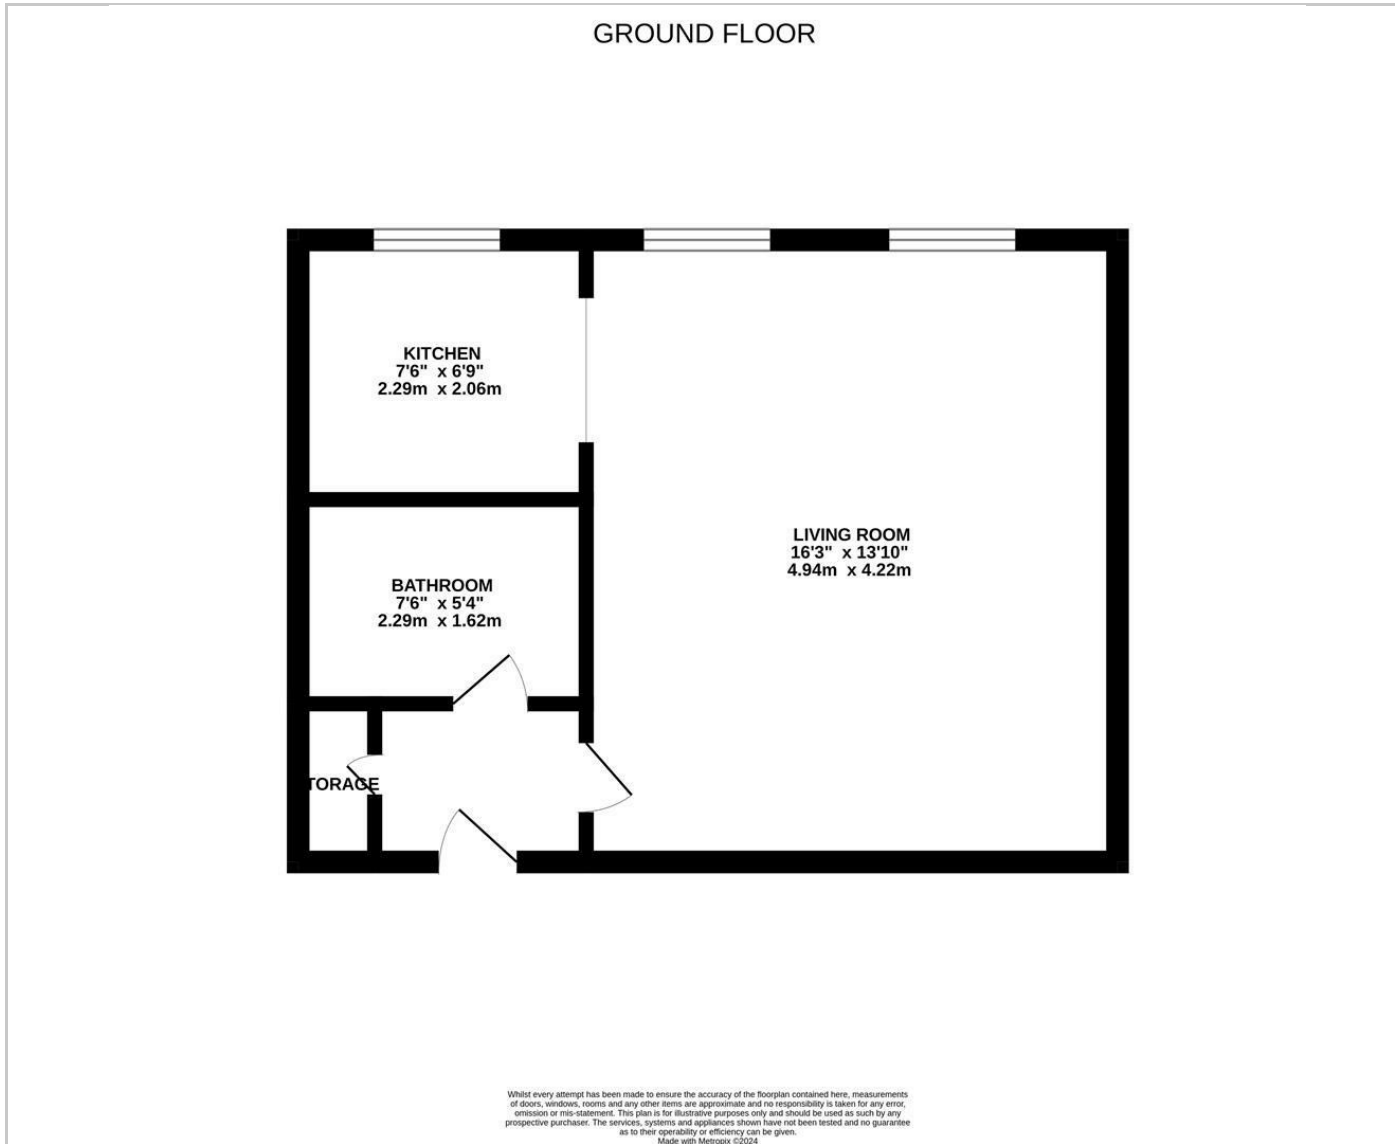 GROUND FLOOR
KITCHEN
7'6" x 6'9"
2.29m x 2.06m
LIVING ROOM
16'3" x 13'10"
4.94m x 4.22m
BATHROOM
7'6" x 5'4"
2.29m x 1.62m
TORAGE
Whilst every attempt has been made to ensure the accuracy of the floorplan contained here, measurements
of doors, windows, rooms and any other items are approximate and no responsibility is taken for any error,
omission or mis-statement. This plan is for illustrative purposes only and should be used as such by any
prospective purchaser. The services, systems and appliances shown have not been tested and no guarantee
as to their operability or efficiency can be given.
Made with Metropix ©2024